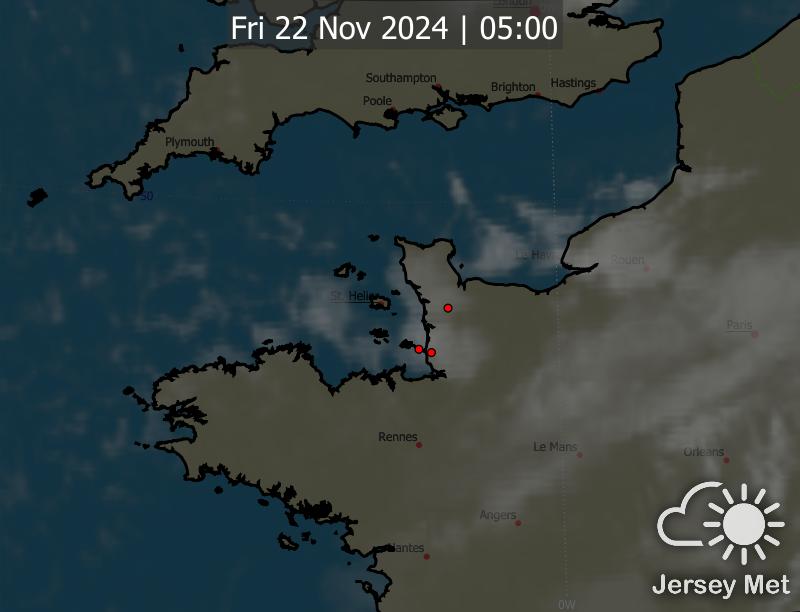 London
Fri 22 Nov 2024 | 05:00
Southampton
Brighton
Hastings
Poole
Plymouth
50
Le Hav
Rouen
St. Helier
Paris
Rennes
Le Mans
Orleans
Angers
Nantes
Jersey Met
0W